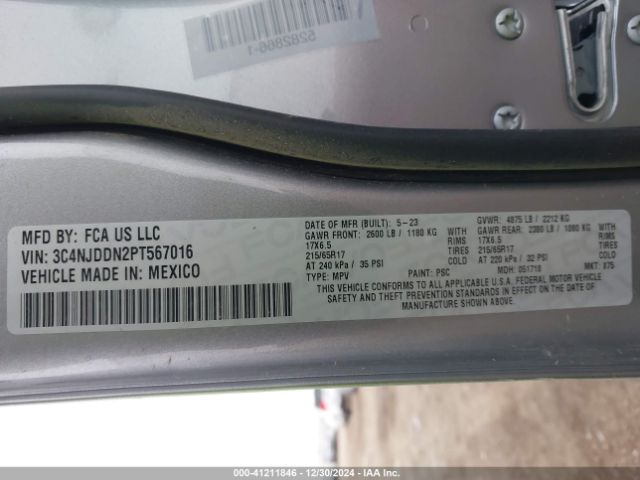 5282866-1
MFD BY: FCA US LLC
VIN: 3C4NJDDN2PT567016
VEHICLE MADE IN: MEXICO
DATE OF MFR (BUILT): 5-23
GVWR: 4875 LB / 2212 KG
GAWR FRONT: 2600 LB / 1180 KG WITH GAWR REAR: 2380 LB / 1080 KG WITH
17X6.5 RIMS 17X6.5 RIMS
215/65R17 TIRES 215/65R17 TIRES
AT 240 kPa / 35 PSI COLD AT 220 kPa / 32 PSI COLD
TYPE: MPV PAINT: PSC MDH: 051718 MKT: 875
THIS VEHICLE CONFORMS TO ALL APPLICABLE U.S.A. FEDERAL MOTOR VEHICLE
SAFETY AND THEFT PREVENTION STANDARDS IN EFFECT ON THE DATE OF
MANUFACTURE SHOWN ABOVE.
000-41211846 - 12/30/2024 - IAAI.com